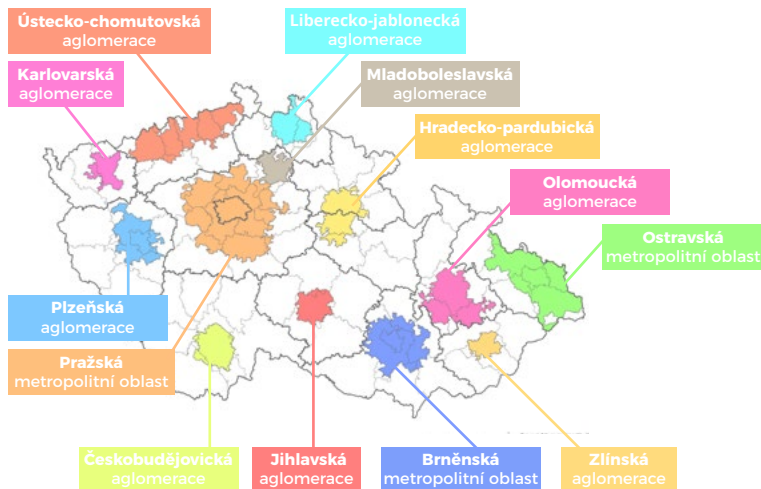 Ústecko-chomutovská
aglomerace
Liberecko-jablonecká
aglomerace
Karlovarská
aglomerace
Mladoboleslavská
aglomerace
Hradecko-pardubická
aglomerace
Olomoucká
aglomerace
Ostravská
metropolitní oblast
Plzeňská
aglomerace
Pražská
metropolitní oblast
Českobudějovická
aglomerace
Jihlavská
aglomerace
Brněnská
metropolitní oblast
Zlínská
aglomerace